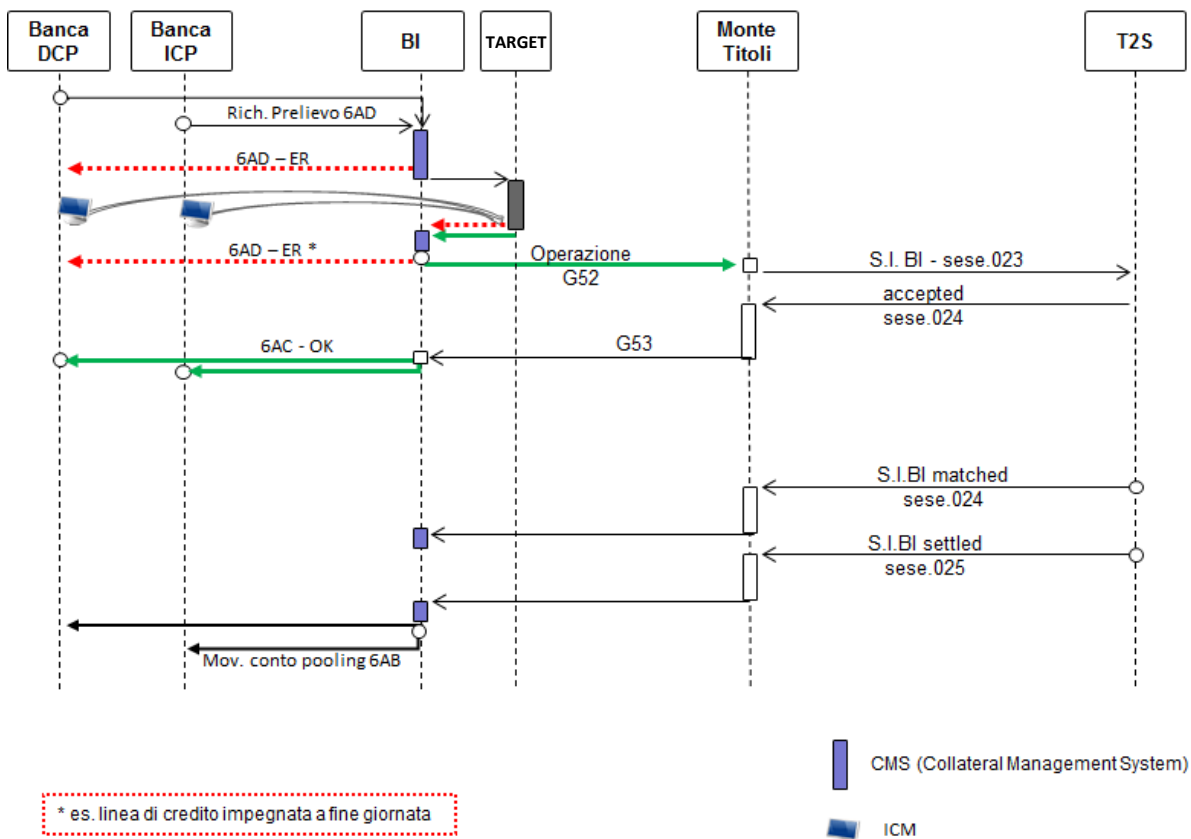 Banca
DCP
Banca
ICP
BI
TARGET
Monte
Titoli
T2S
Rich. Prelievo 6AD
6AD – ER
6AD – ER *
Operazione
G52
S.I. BI - sese.023
accepted
sese.024
6AC - OK
G53
S.I.BI matched
sese.024
S.I.BI settled
sese.025
Mov. conto pooling 6AB
CMS (Collateral Management System)
* es. linea di credito impegnata a fine giornata
ICM